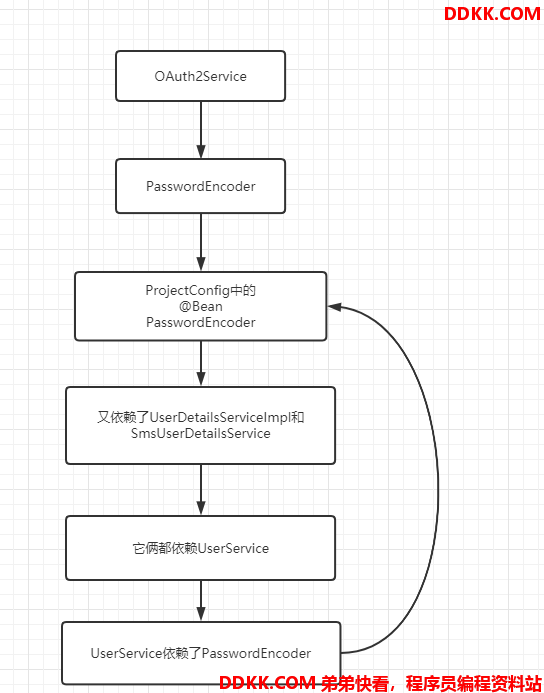 DDKK.COM
OAuth2Service
PasswordEncoder
ProjectConfig中的
@Bean
PasswordEncoder
又依赖了UserDetailsServiceImpl和
SmsUserDetailsService
它俩都依赖UserService
UserService依赖了PasswordEncoder
DDKK.COM 弟弟快看，程序员编程资料站